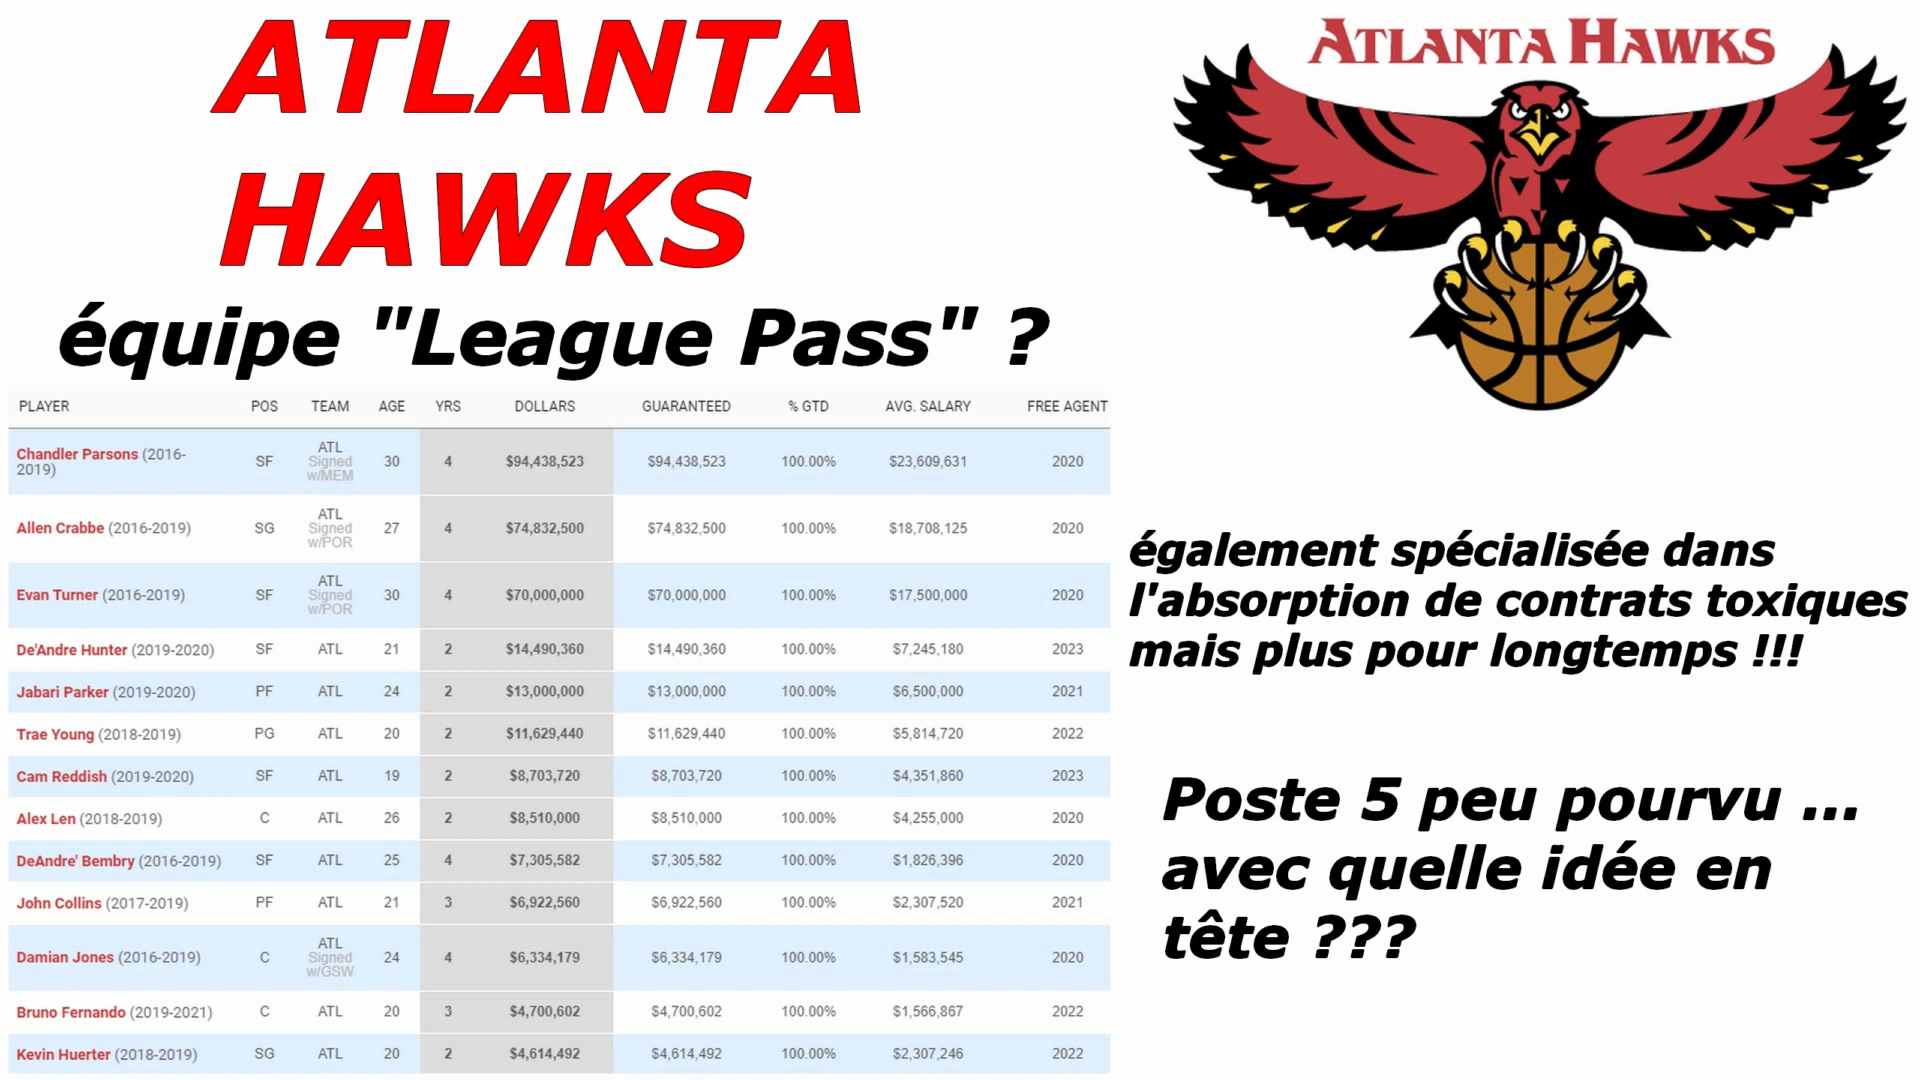 ATLANTA
HAWKS
équipe "League Pass" ?
ATLANTA HAWKS
PLAYER POS TEAM AGE YRS DOLLARS GUARANTEED % GTD AVG. SALARY FREE AGENT
Chandler Parsons (2016-2019) SF ATL Signed w/MEM 30 4 $94,438,523 $94,438,523 100.00% $23,609,631 2020
Allen Crabbe (2016-2019) SG ATL Signed w/POR 27 4 $74,832,500 $74,832,500 100.00% $18,708,125 2020
Evan Turner (2016-2019) SF ATL Signed w/POR 30 4 $70,000,000 $70,000,000 100.00% $17,500,000 2020
De'Andre Hunter (2019-2020) SF ATL 21 2 $14,490,360 $14,490,360 100.00% $7,245,180 2023
Jabari Parker (2019-2020) PF ATL 24 2 $13,000,000 $13,000,000 100.00% $6,500,000 2021
Trae Young (2018-2019) PG ATL 20 2 $11,629,440 $11,629,440 100.00% $5,814,720 2022
Cam Reddish (2019-2020) SF ATL 19 2 $8,703,720 $8,703,720 100.00% $4,351,860 2023
Alex Len (2018-2019) C ATL 26 2 $8,510,000 $8,510,000 100.00% $4,255,000 2020
DeAndre' Bembry (2016-2019) SF ATL 25 4 $7,305,582 $7,305,582 100.00% $1,826,396 2020
John Collins (2017-2019) PF ATL 21 3 $6,922,560 $6,922,560 100.00% $2,307,520 2021
Damian Jones (2016-2019) C ATL Signed w/GSW 24 4 $6,334,179 $6,334,179 100.00% $1,583,545 2020
Bruno Fernando (2019-2021) C ATL 20 3 $4,700,602 $4,700,602 100.00% $1,566,867 2022
Kevin Huerter (2018-2019) SG ATL 20 2 $4,614,492 $4,614,492 100.00% $2,307,246 2022
également spécialisée dans
l'absorption de contrats toxiques
mais plus pour longtemps !!!
Poste 5 peu pourvu ...
avec quelle idée en
tête ???